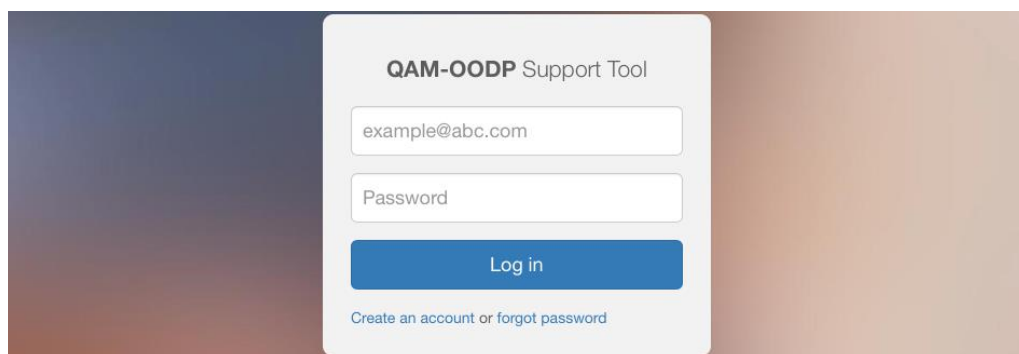 QAM-OODP Support Tool
example@abc.com
Password
Log in
Create an account or forgot password